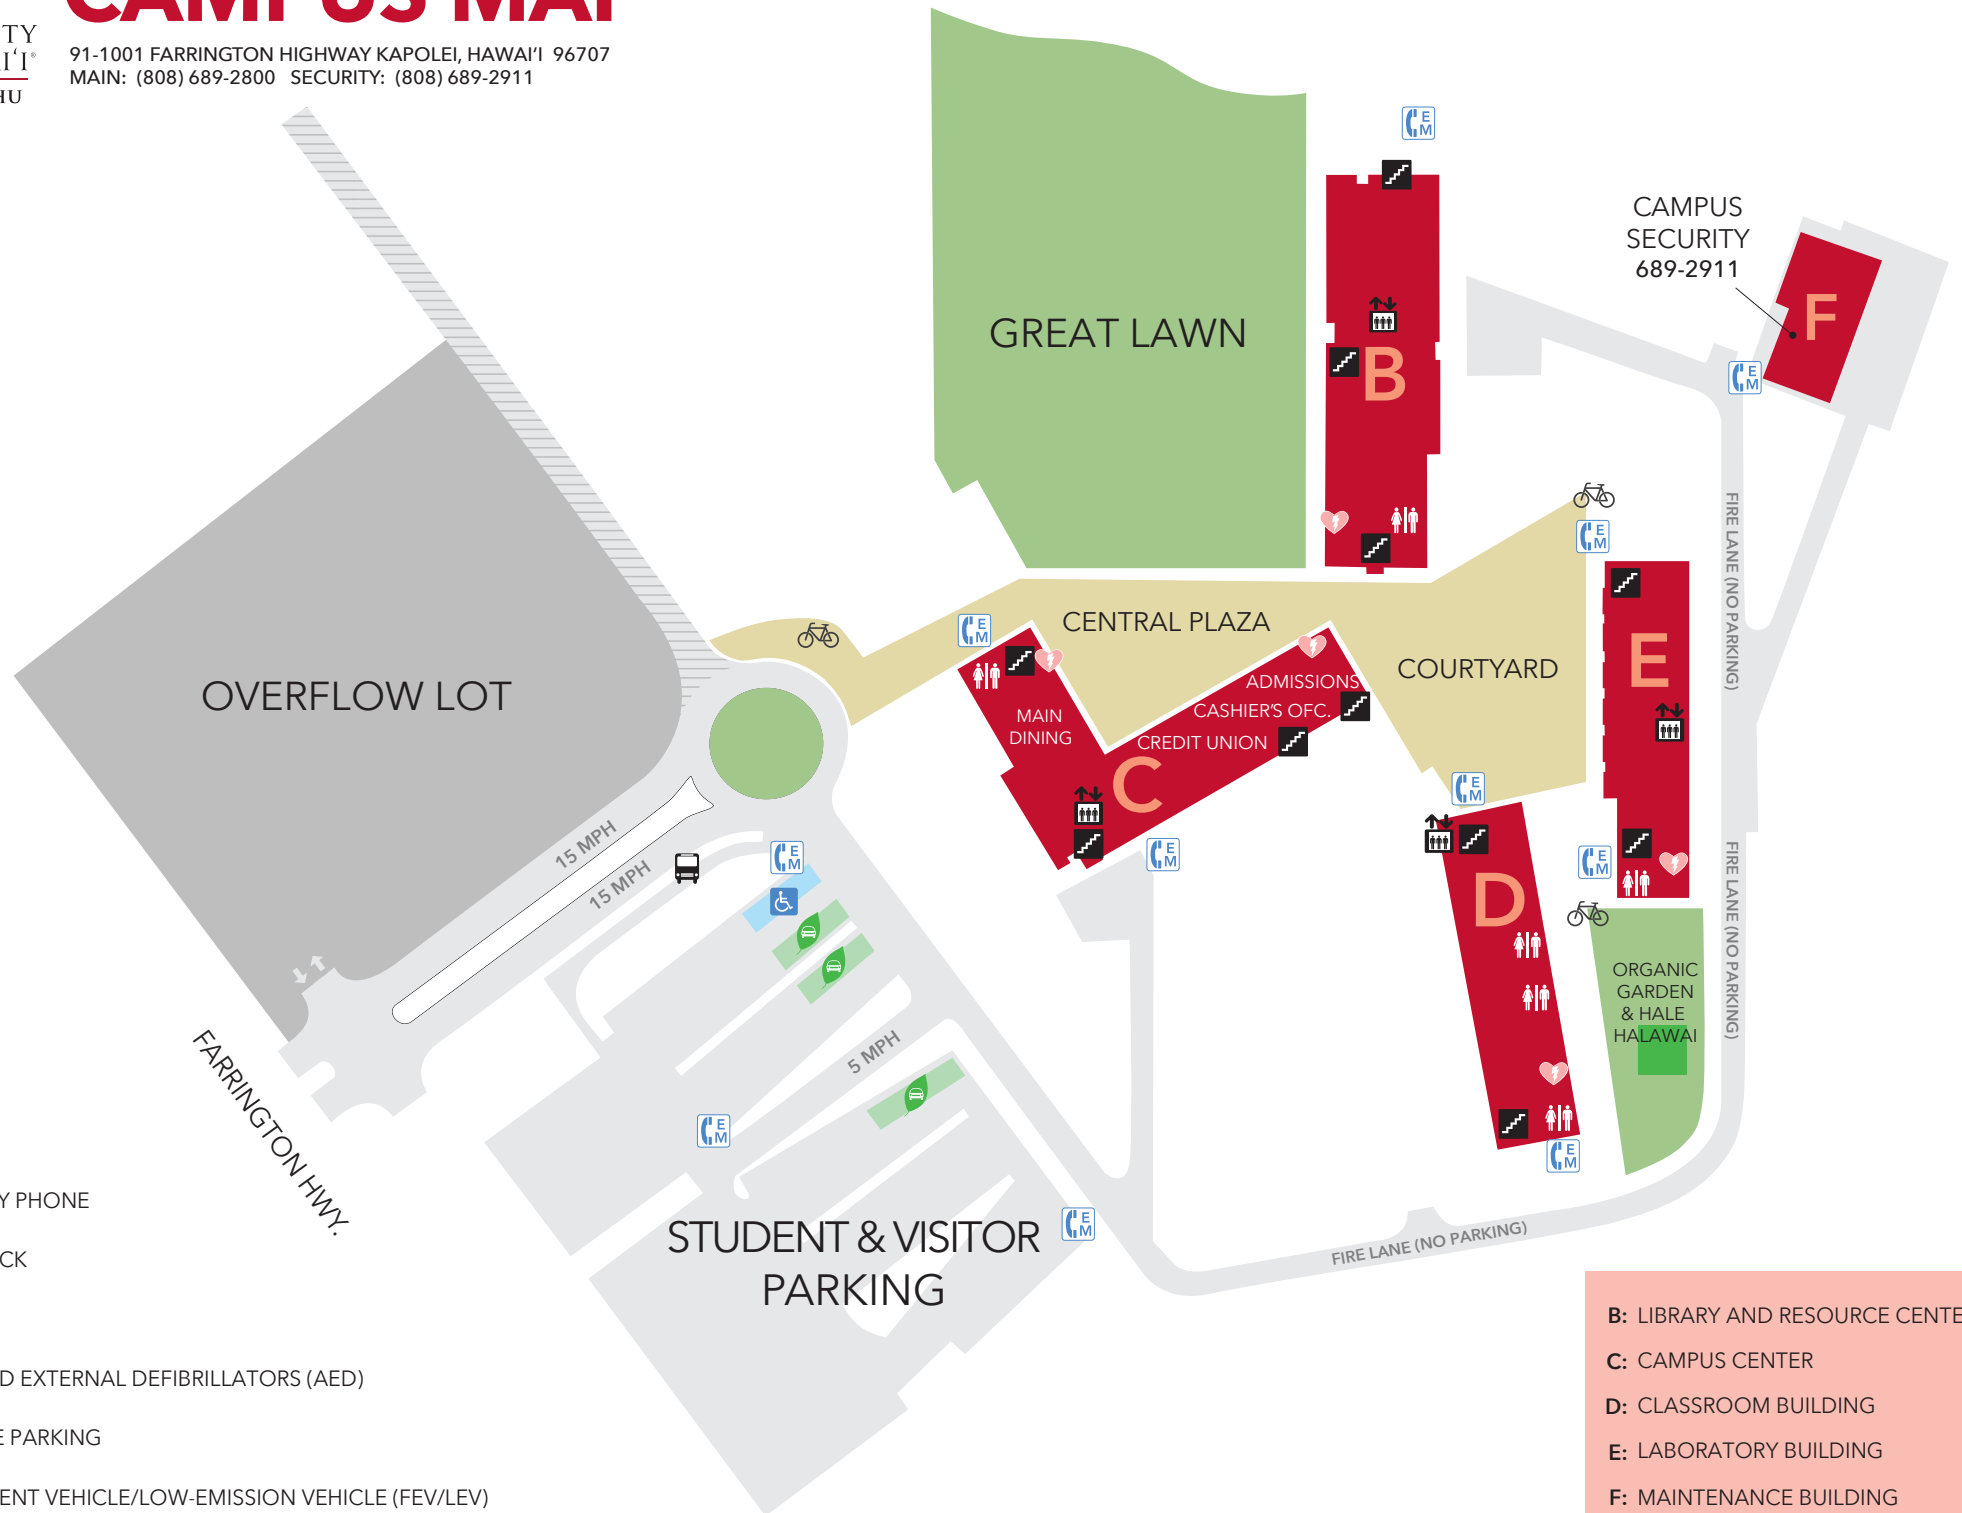 CAMPUS MAP
TY
I‘I®
HU
91-1001 FARRINGTON HIGHWAY KAPOLEI, HAWAI‘I 96707
MAIN: (808) 689-2800 SECURITY: (808) 689-2911
E
M
CAMPUS
SECURITY
689-2911
F
GREAT LAWN
B
E
M
FIRE LANE (NO PARKING)
E
M
E
M
CENTRAL PLAZA
COURTYARD
E
OVERFLOW LOT
ADMISSIONS
CASHIER'S OFC.
CREDIT UNION
MAIN
DINING
C
E
M
15 MPH
15 MPH
E
M
E
M
E
M
D
FIRE LANE (NO PARKING)
ORGANIC
GARDEN
& HALE
HALAWAI
5 MPH
FARRINGTON HWY.
E
M
E
M
E
M
STUDENT & VISITOR
PARKING
FIRE LANE (NO PARKING)
Y PHONE
CK
D EXTERNAL DEFIBRILLATORS (AED)
E PARKING
ENT VEHICLE/LOW-EMISSION VEHICLE (FEV/LEV)
B: LIBRARY AND RESOURCE CENTE
C: CAMPUS CENTER
D: CLASSROOM BUILDING
E: LABORATORY BUILDING
F: MAINTENANCE BUILDING